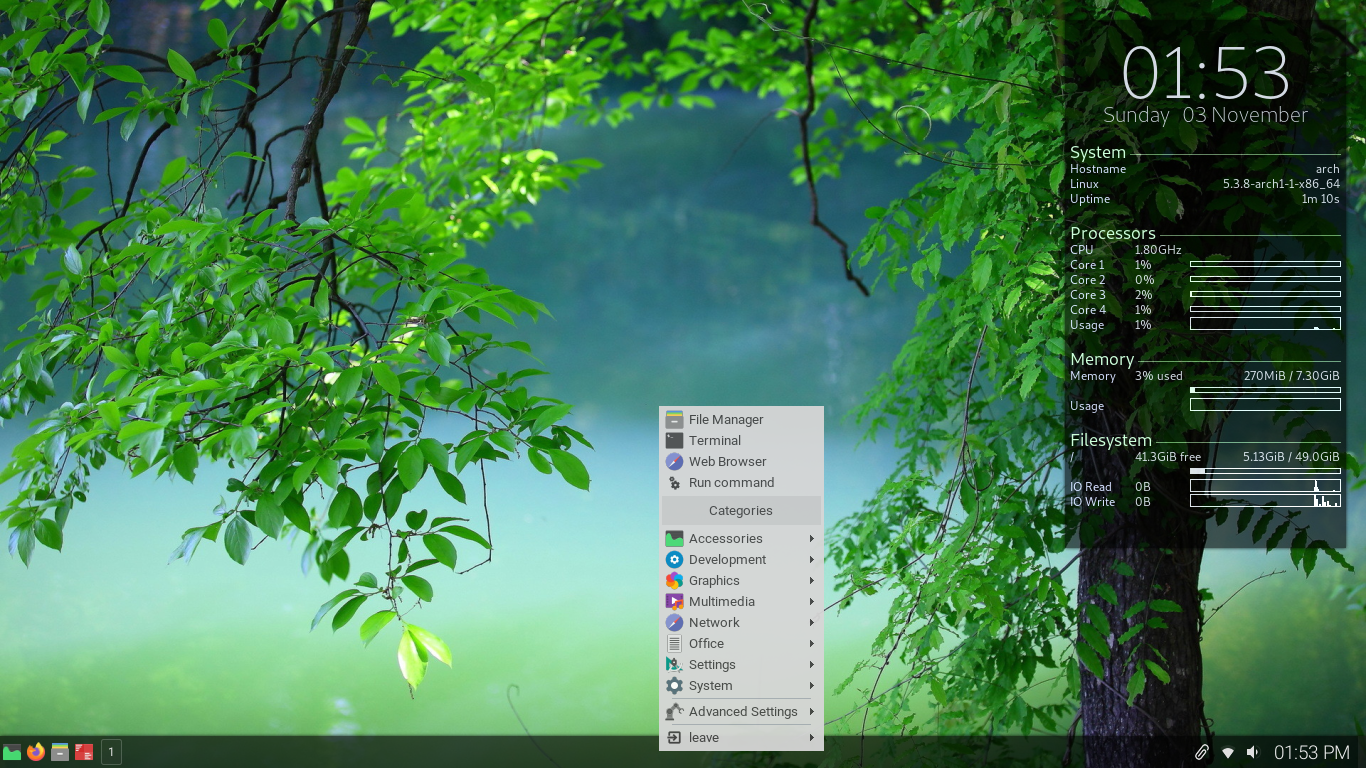 01:53
Sunday 03 November
System
Hostname arch
Linux 5.3.8-arch1-1-x86_64
Uptime 1m 10s
Processors
CPU 1.80GHz
Core 1 1%
Core 2 0%
Core 3 2%
Core 4 1%
Usage 1%
Memory
Memory 3% used 270MiB / 7.30GiB
Usage
Filesystem
/ 41.3GiB free 5.13GiB / 49.0GiB
IO Read 0B
IO Write 0B
File Manager
Terminal
Web Browser
Run command
Categories
Accessories
Development
Graphics
Multimedia
Network
Office
Settings
System
Advanced Settings
leave
1
01:53 PM